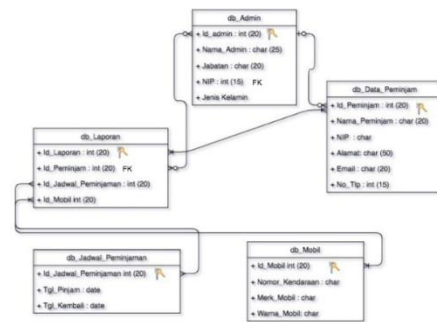 db_Admin
+ Id_admin : int (20)
+ Nama_Admin : char (25)
+ Jabatan : char (20)
+ NIP : int (15) FK
+ Jenis Kelamin
db_Data_Peminjam
+ Id_Peminjam : int (20)
+ Nama_Peminjam : char (20)
+ NIP : char
+ Alamat: char (50)
+ Email : char (20)
+ No_Tlp : int (15)
db_Laporan
+ Id_Laporan : int (20)
+ Id_Peminjam : int (20) FK
+ Id_Jadwal_Peminjaman : int (20)
+ Id_Mobil int (20)
db_Jadwal_Peminjaman
+ Id_Jadwal_Peminjaman int (20)
+ Tgl_Pinjam : date
+ Tgl_Kembali : date
db_Mobil
+ Id_Mobil int (20)
+ Nomor_Kendaraan : char
+ Merk_Mobil : char
+ Warna_Mobil: char